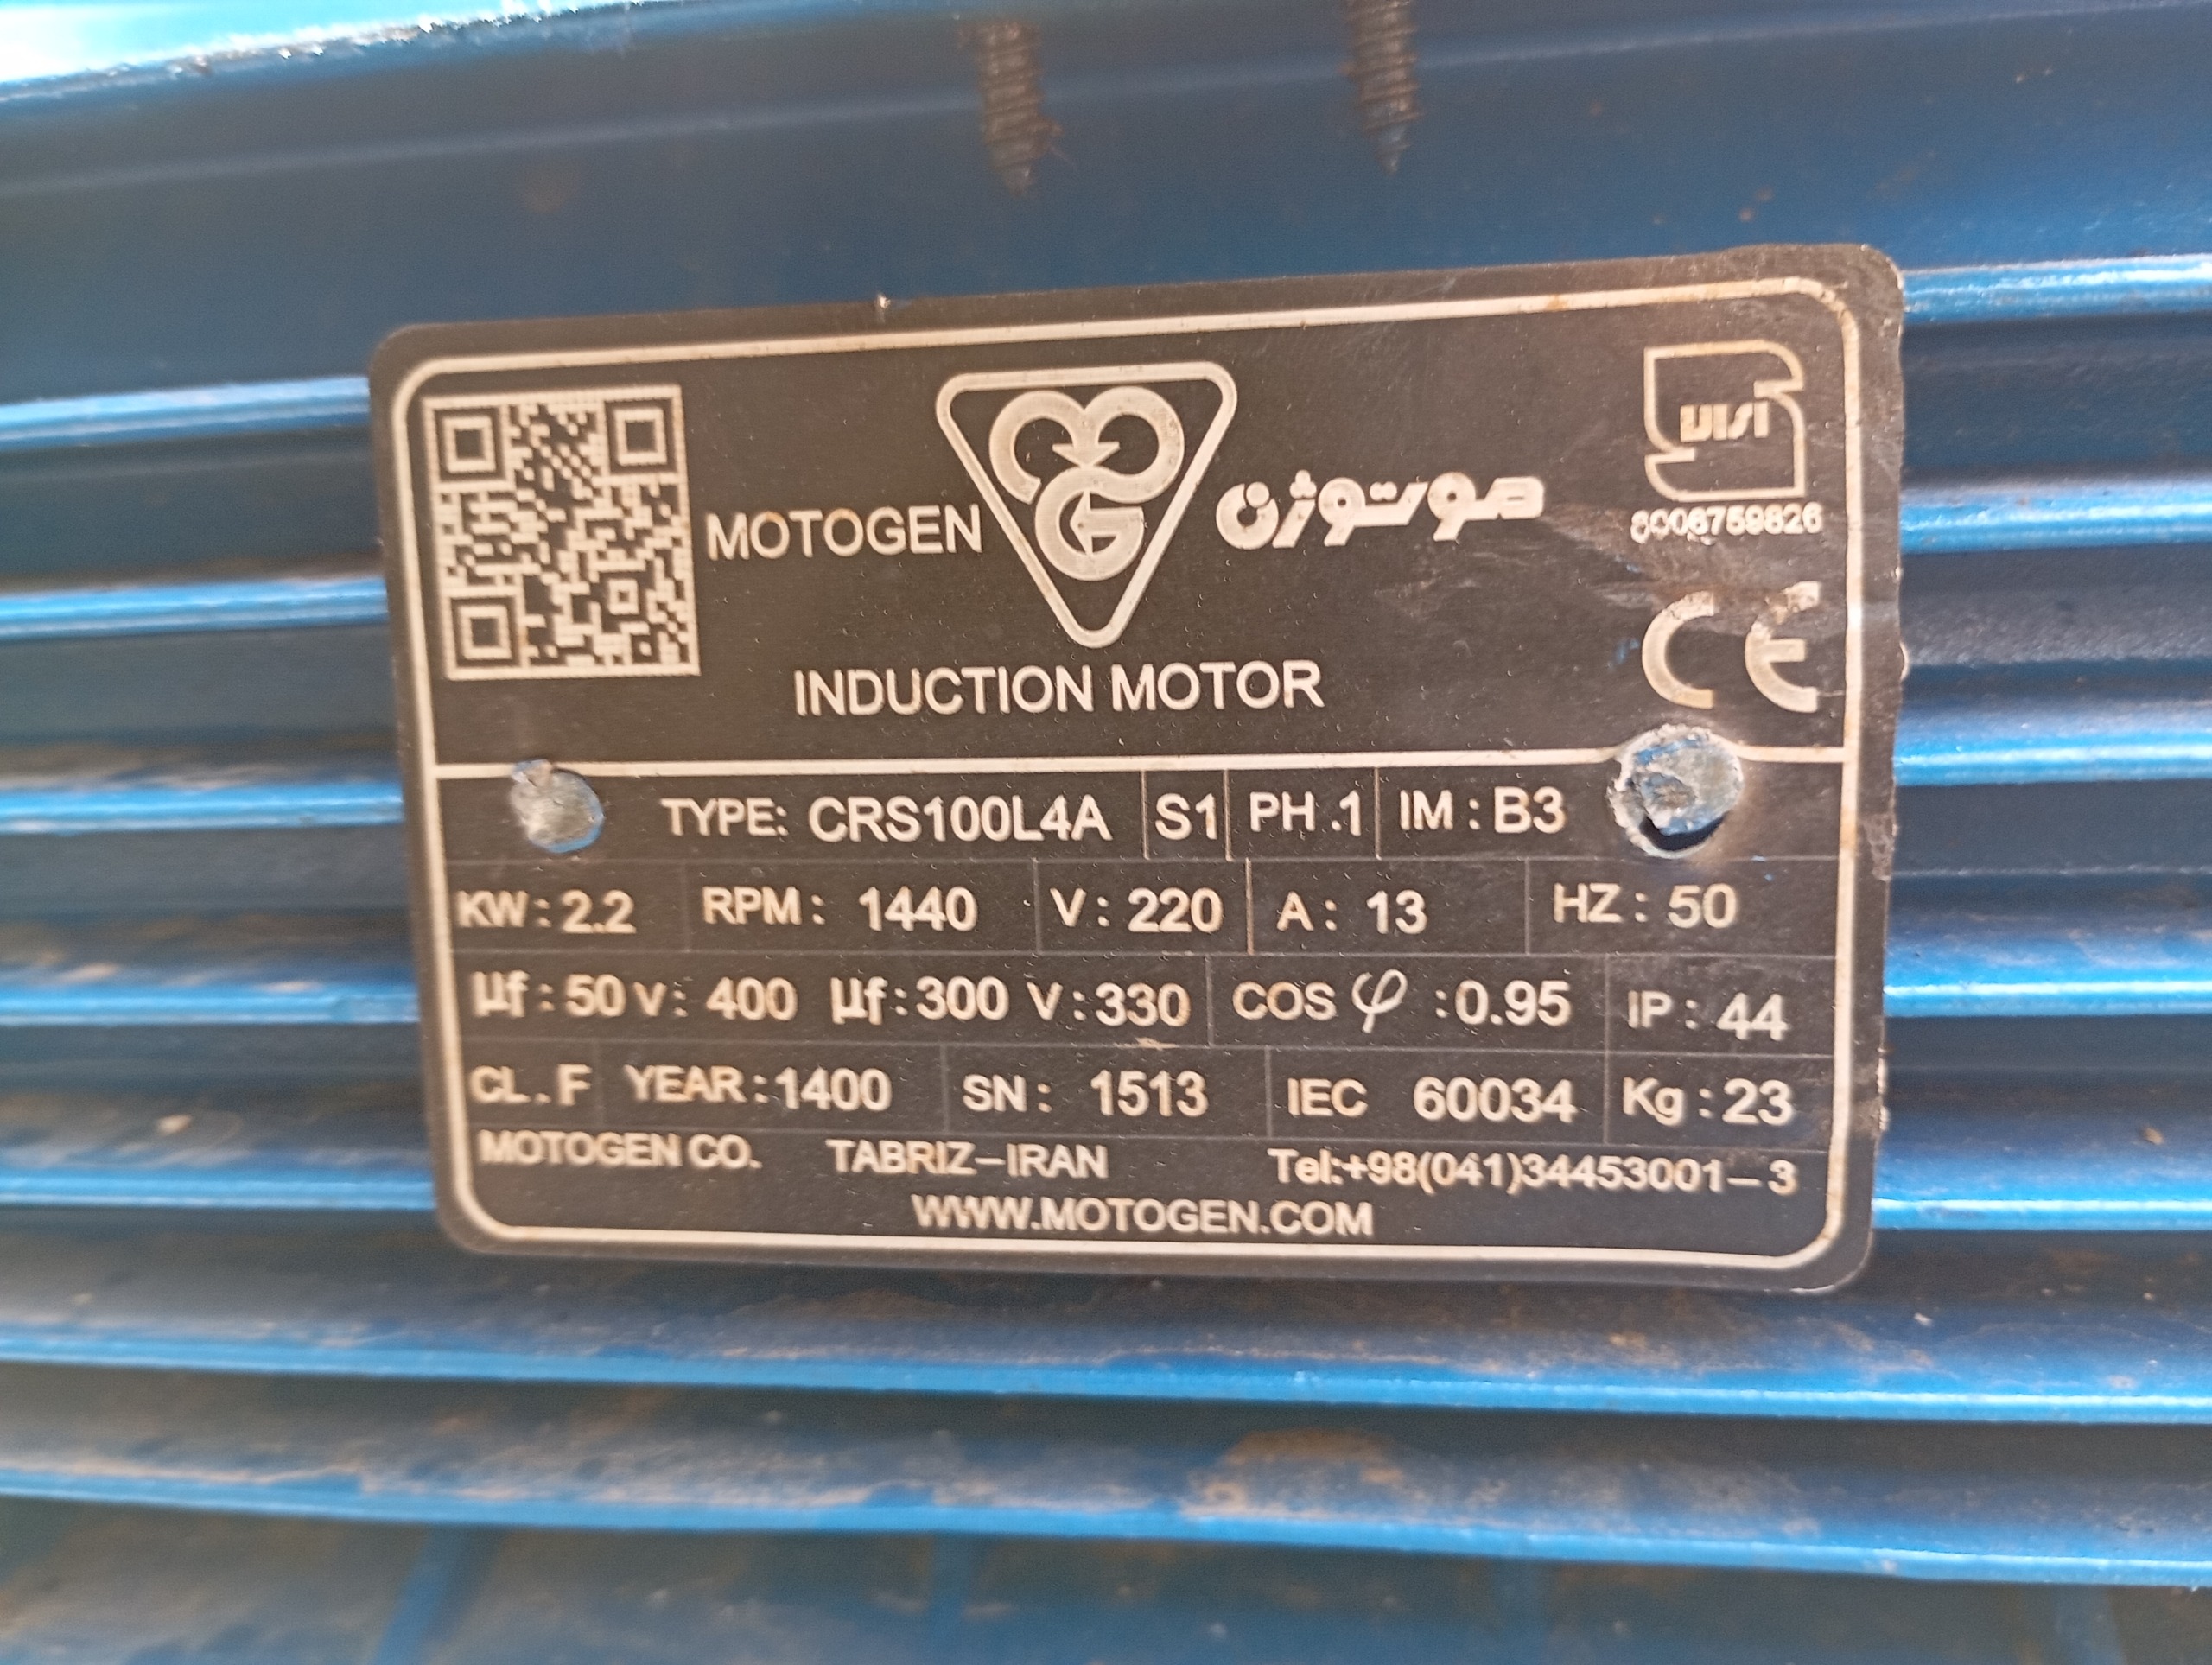 MOTOGEN موتوژن
8006759826
CE
INDUCTION MOTOR
TYPE: CRS100L4A S1 PH.1 IM: B3
KW: 2.2 RPM: 1440 V: 220 A: 13 HZ: 50
µf: 50 V: 400 µf: 300 V: 330 COS φ : 0.95 IP: 44
CL. F YEAR: 1400 SN: 1513 IEC 60034 Kg: 23
MOTOGEN CO. TABRIZ-IRAN Tel:+98(041)34453001-3
WWW.MOTOGEN.COM